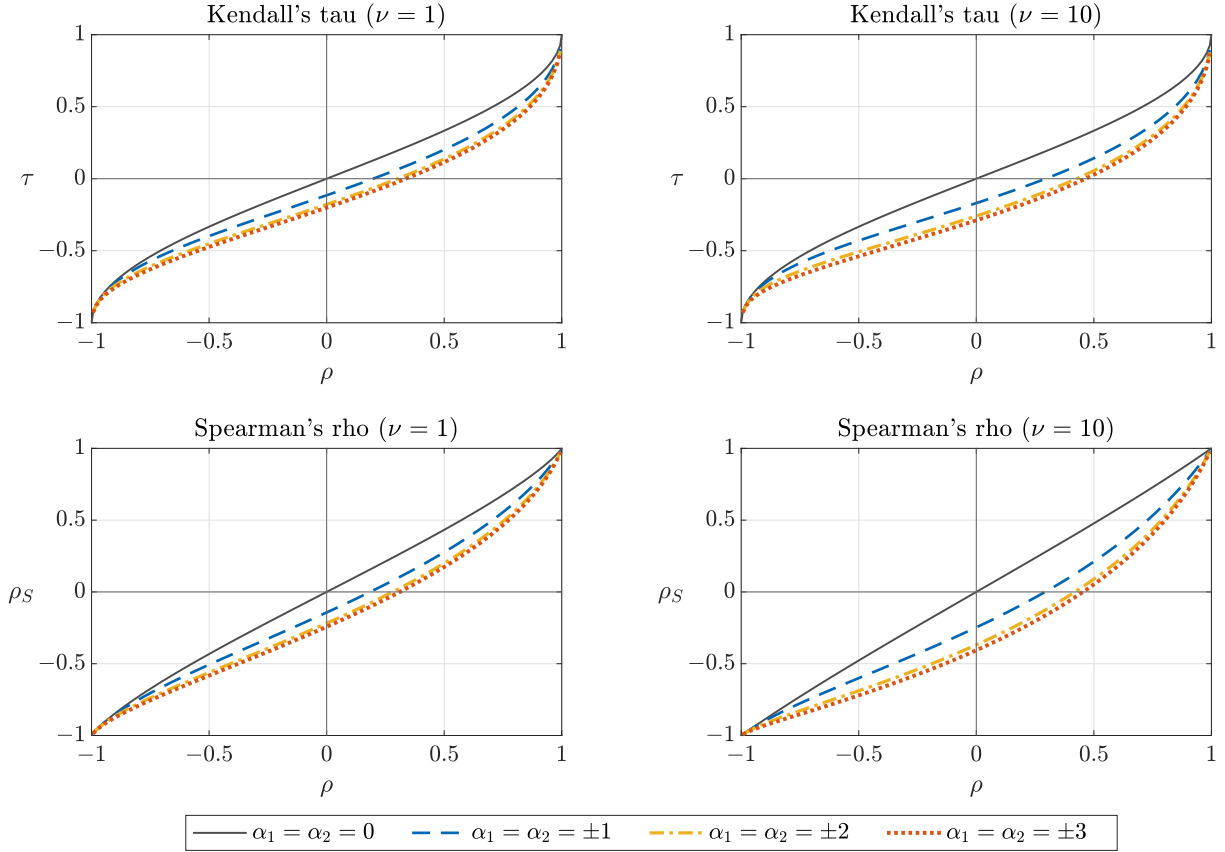 Kendall's tau (ν = 1)
1
0.5
τ 0
−0.5
−1
−1 −0.5 0 0.5 1
ρ
Kendall's tau (ν = 10)
1
0.5
τ 0
−0.5
−1
−1 −0.5 0 0.5 1
ρ
Spearman's rho (ν = 1)
1
0.5
ρ_S 0
−0.5
−1
−1 −0.5 0 0.5 1
ρ
Spearman's rho (ν = 10)
1
0.5
ρ_S 0
−0.5
−1
−1 −0.5 0 0.5 1
ρ
α₁ = α₂ = 0 α₁ = α₂ = ±1 α₁ = α₂ = ±2 α₁ = α₂ = ±3